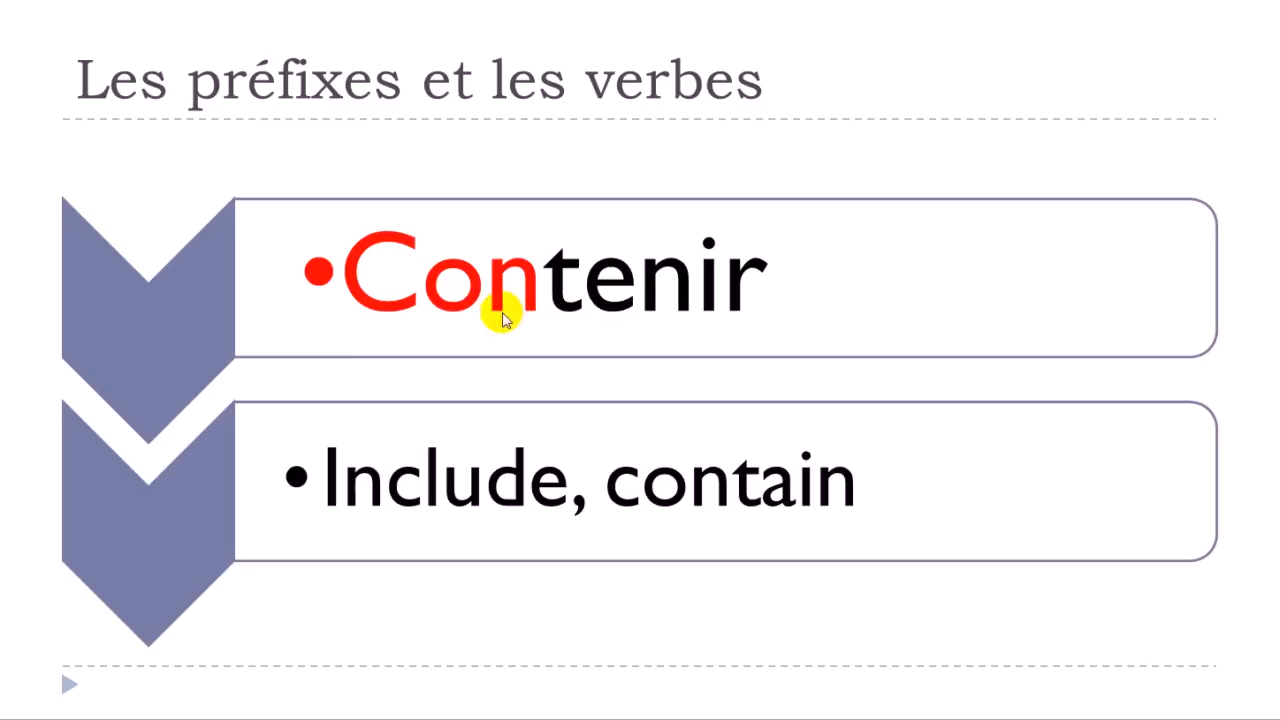 Les préfixes et les verbes
•Contenir
•Include, contain